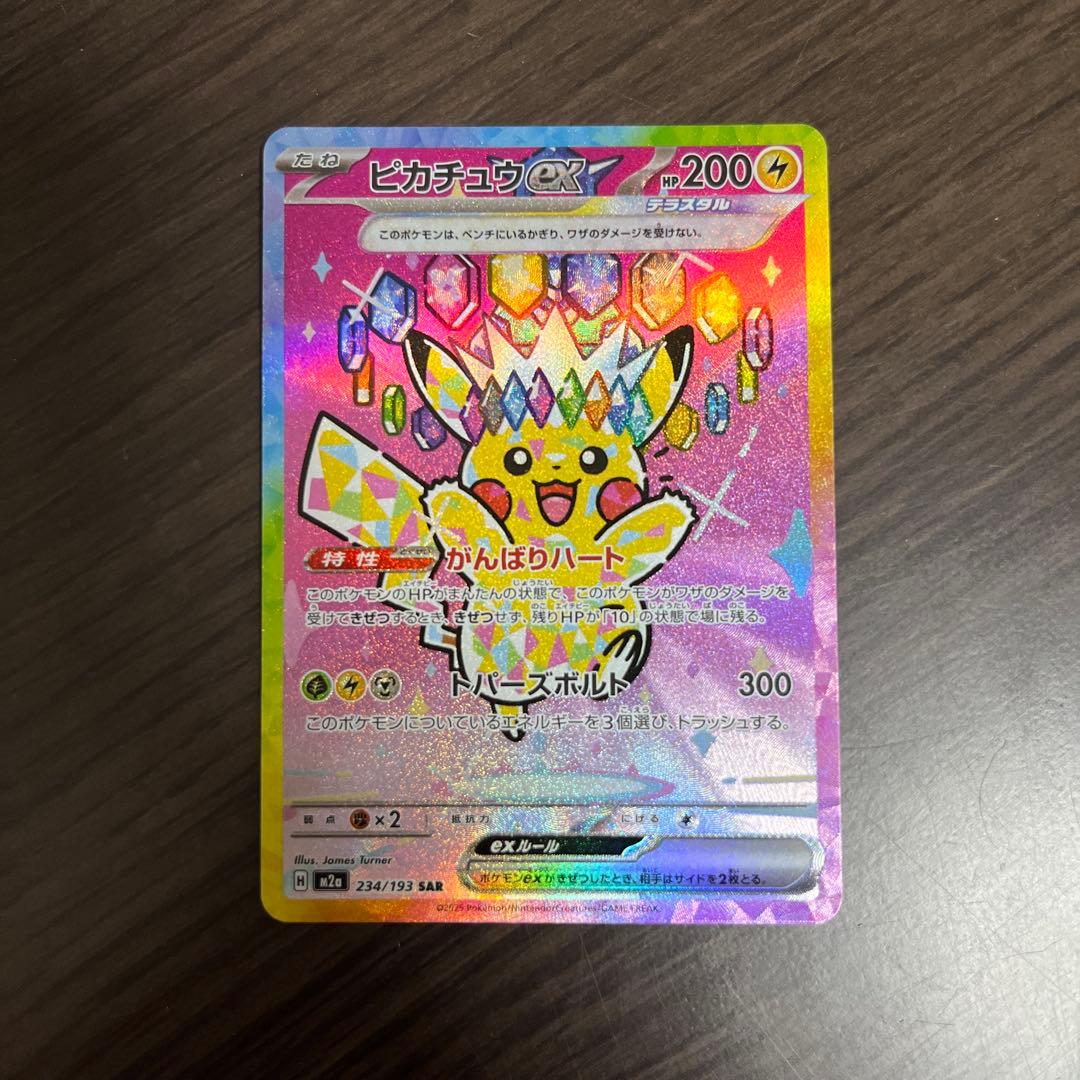 たね ピカチュウex HP200
テラスタル
このポケモンは、ベンチにいるかぎり、ワザのダメージを受けない。
特性 とくせい がんばりハート
このポケモンのHPがまんたんの状態で、このポケモンがワザのダメージを
受けてきぜつするとき、きぜつせず、残りHPが「10」の状態で場に残る。
トパーズボルト 300
このポケモンについているエネルギーを3個選び、トラッシュする。
弱点 ×2 抵抗力 にげる
exルール
ポケモンexがきぜつしたとき、相手はサイドを2枚とる。
Illus. James Turner
H m2a 234/193 SAR
©2025 Pokémon/Nintendo/Creatures/GAME FREAK.